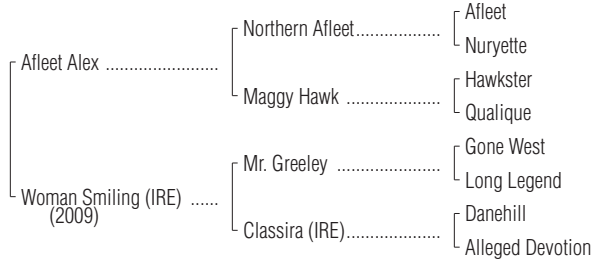 Afleet
Northern Afleet....................
Nuryette
Afleet Alex ........................
Hawkster
Maggy Hawk ......................
Qualique
Gone West
Mr. Greeley ........................
Long Legend
Woman Smiling (IRE) ......
(2009)
Danehill
Classira (IRE)......................
Alleged Devotion